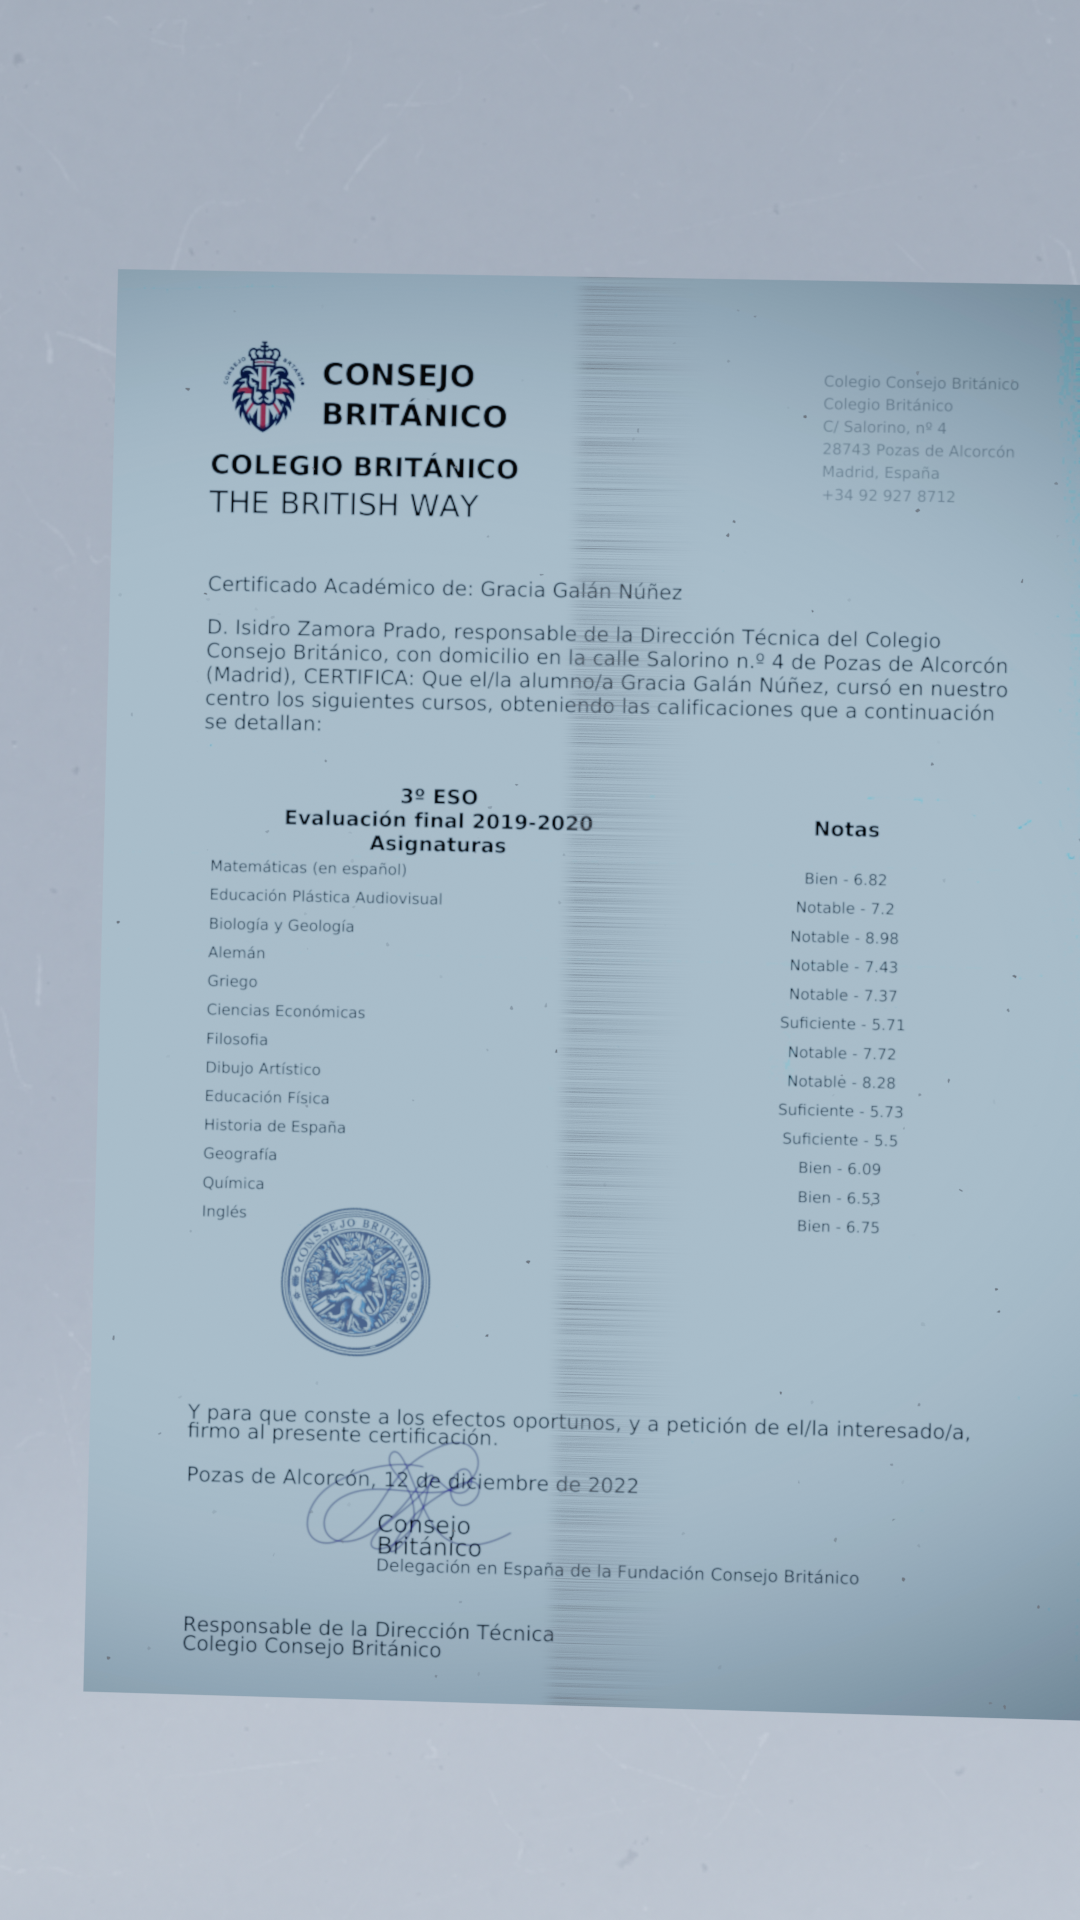 CONSEJO
BRITÁNICO
COLEGIO BRITÁNICO
THE BRITISH WAY
Colegio Consejo Británico
Colegio Británico
C/ Salorino, nº 4
28743 Pozas de Alcorcón
Madrid, España
+34 92 927 8712
Certificado Académico de: Gracia Galán Núñez
D. Isidro Zamora Prado, responsable de la Dirección Técnica del Colegio
Consejo Británico, con domicilio en la calle Salorino n.º 4 de Pozas de Alcorcón
(Madrid), CERTIFICA: Que el/la alumno/a Gracia Galán Núñez, cursó en nuestro
centro los siguientes cursos, obteniendo las calificaciones que a continuación
se detallan:
3º ESO
Evaluación final 2019-2020
Asignaturas Notas
Matemáticas (en español) Bien - 6.82
Educación Plástica Audiovisual Notable - 7.2
Biología y Geología Notable - 8.98
Alemán Notable - 7.43
Griego Notable - 7.37
Ciencias Económicas Suficiente - 5.71
Filosofia Notable - 7.72
Dibujo Artístico Notable - 8.28
Educación Física Suficiente - 5.73
Historia de España Suficiente - 5.5
Geografía Bien - 6.09
Química Bien - 6.53
Inglés Bien - 6.75
Y para que conste a los efectos oportunos, y a petición de el/la interesado/a,
firmo al presente certificación.
Pozas de Alcorcón, 12 de diciembre de 2022
Consejo
Británico
Delegación en España de la Fundación Consejo Británico
Responsable de la Dirección Técnica
Colegio Consejo Británico